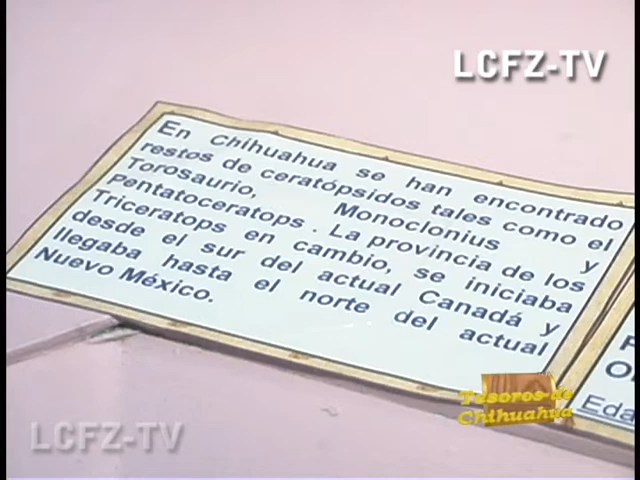 LCFZ-TV
En Chihuahua se han encontrado
restos de ceratópsidos tales como el
Torosaurio, Monoclonius y
Pentatoceratops . La provincia de los
Triceratops en cambio, se iniciaba
desde el sur del actual Canadá y
llegaba hasta el norte del actual
Nuevo México.
Eda
Tesoros de
Chihuahua
LCFZ-TV